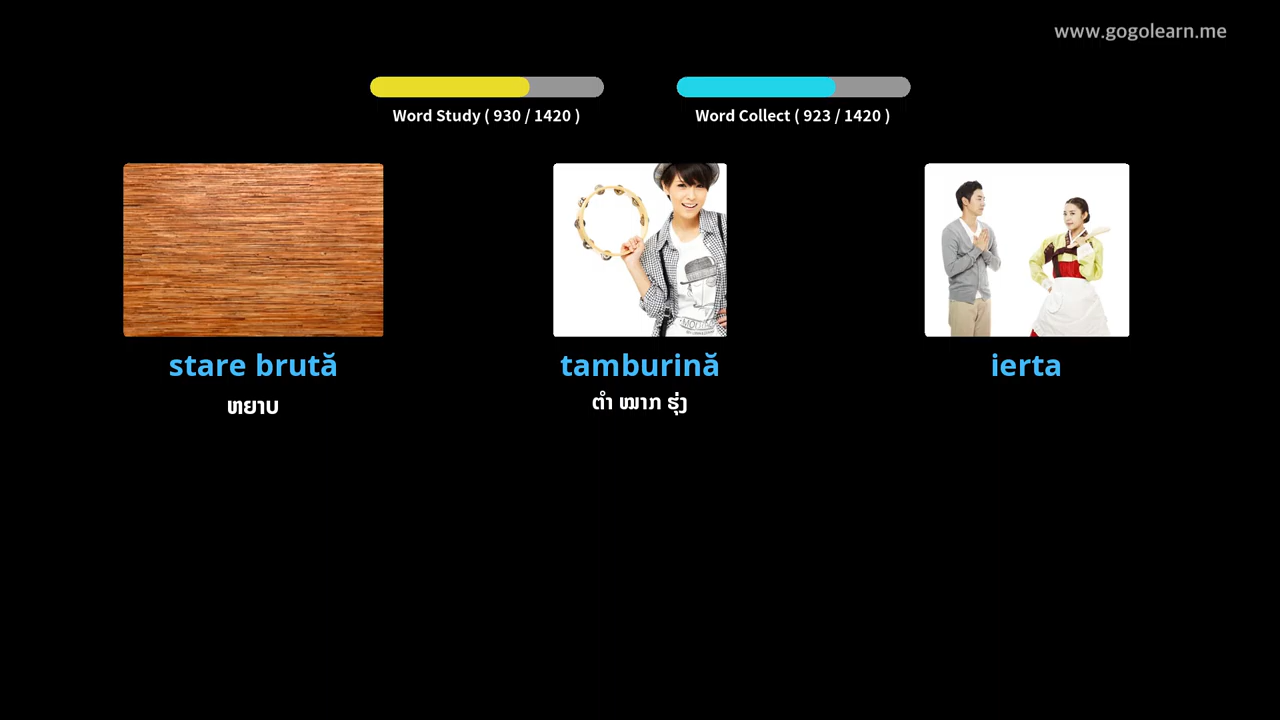 www.gogolearn.me
Word Study ( 930 / 1420 )
Word Collect ( 923 / 1420 )
stare brută
tamburină
ierta
ຫຍາບ
ຕຳ ໝາກ ຮຸ່ງ